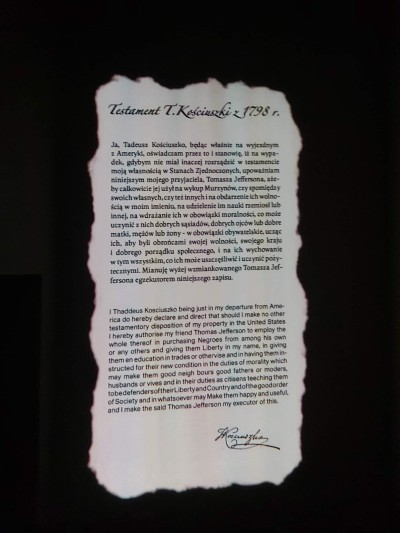 Testament T. Kościuszki z 1798 r.
Ja, Tadeusz Kościuszko, będąc właśnie na wyjezdnym
z Ameryki, oświadczam przez to i stanowię, iż na wypa-
dek, gdybym nie miał inaczej rozrządzić w testamencie
moją własnością w Stanach Zjednoczonych, upoważniam
niniejszym mojego przyjaciela, Tomasza Jeffersona, aże-
by całkowicie jej użył na wykup Murzynów, czy spomiędzy
swoich własnych, czy też innych i na obdarzenie ich wolno-
ścią w moim imieniu, na udzielenie im nauki rzemiosł lub
innej, na wdrażanie ich w obowiązki moralności, co może
uczynić z nich dobrych sąsiadów, dobrych ojców lub dobre
matki, mężów lub żony - w obowiązki obywatelskie, ucząc
ich, aby byli obrońcami swojej wolności, swojego kraju
i dobrego porządku społecznego, i na ich wychowanie
w tym wszystkim, co ich może uszczęśliwić i uczynić poży-
tecznymi. Mianuję wyżej wzmiankowanego Tomasza Jef-
fersona egzekutorem niniejszego zapisu.
I Thaddeus Kosciuszko being just in my departure from Ame-
rica do hereby declare and direct that should I make no other
testamentory disposition of my property in the United States
I hereby authorise my friend Thomas Jefferson to employ the
whole thereof in purchasing Negroes from among his own
or any others and giving them Liberty in my name, in giving
them en education in trades or othervise and in having them in-
structed for their new condition in the duties of morality which
may make them good neigh bours good fathers or moders,
husbands or vives and in their duties as citisens teeching them
to be defenders of their Liberty and Country and of the good order
of Society and in whatsoever may Make them happy and useful,
and I make the said Thomas Jefferson my executor of this.
TKosciuszko